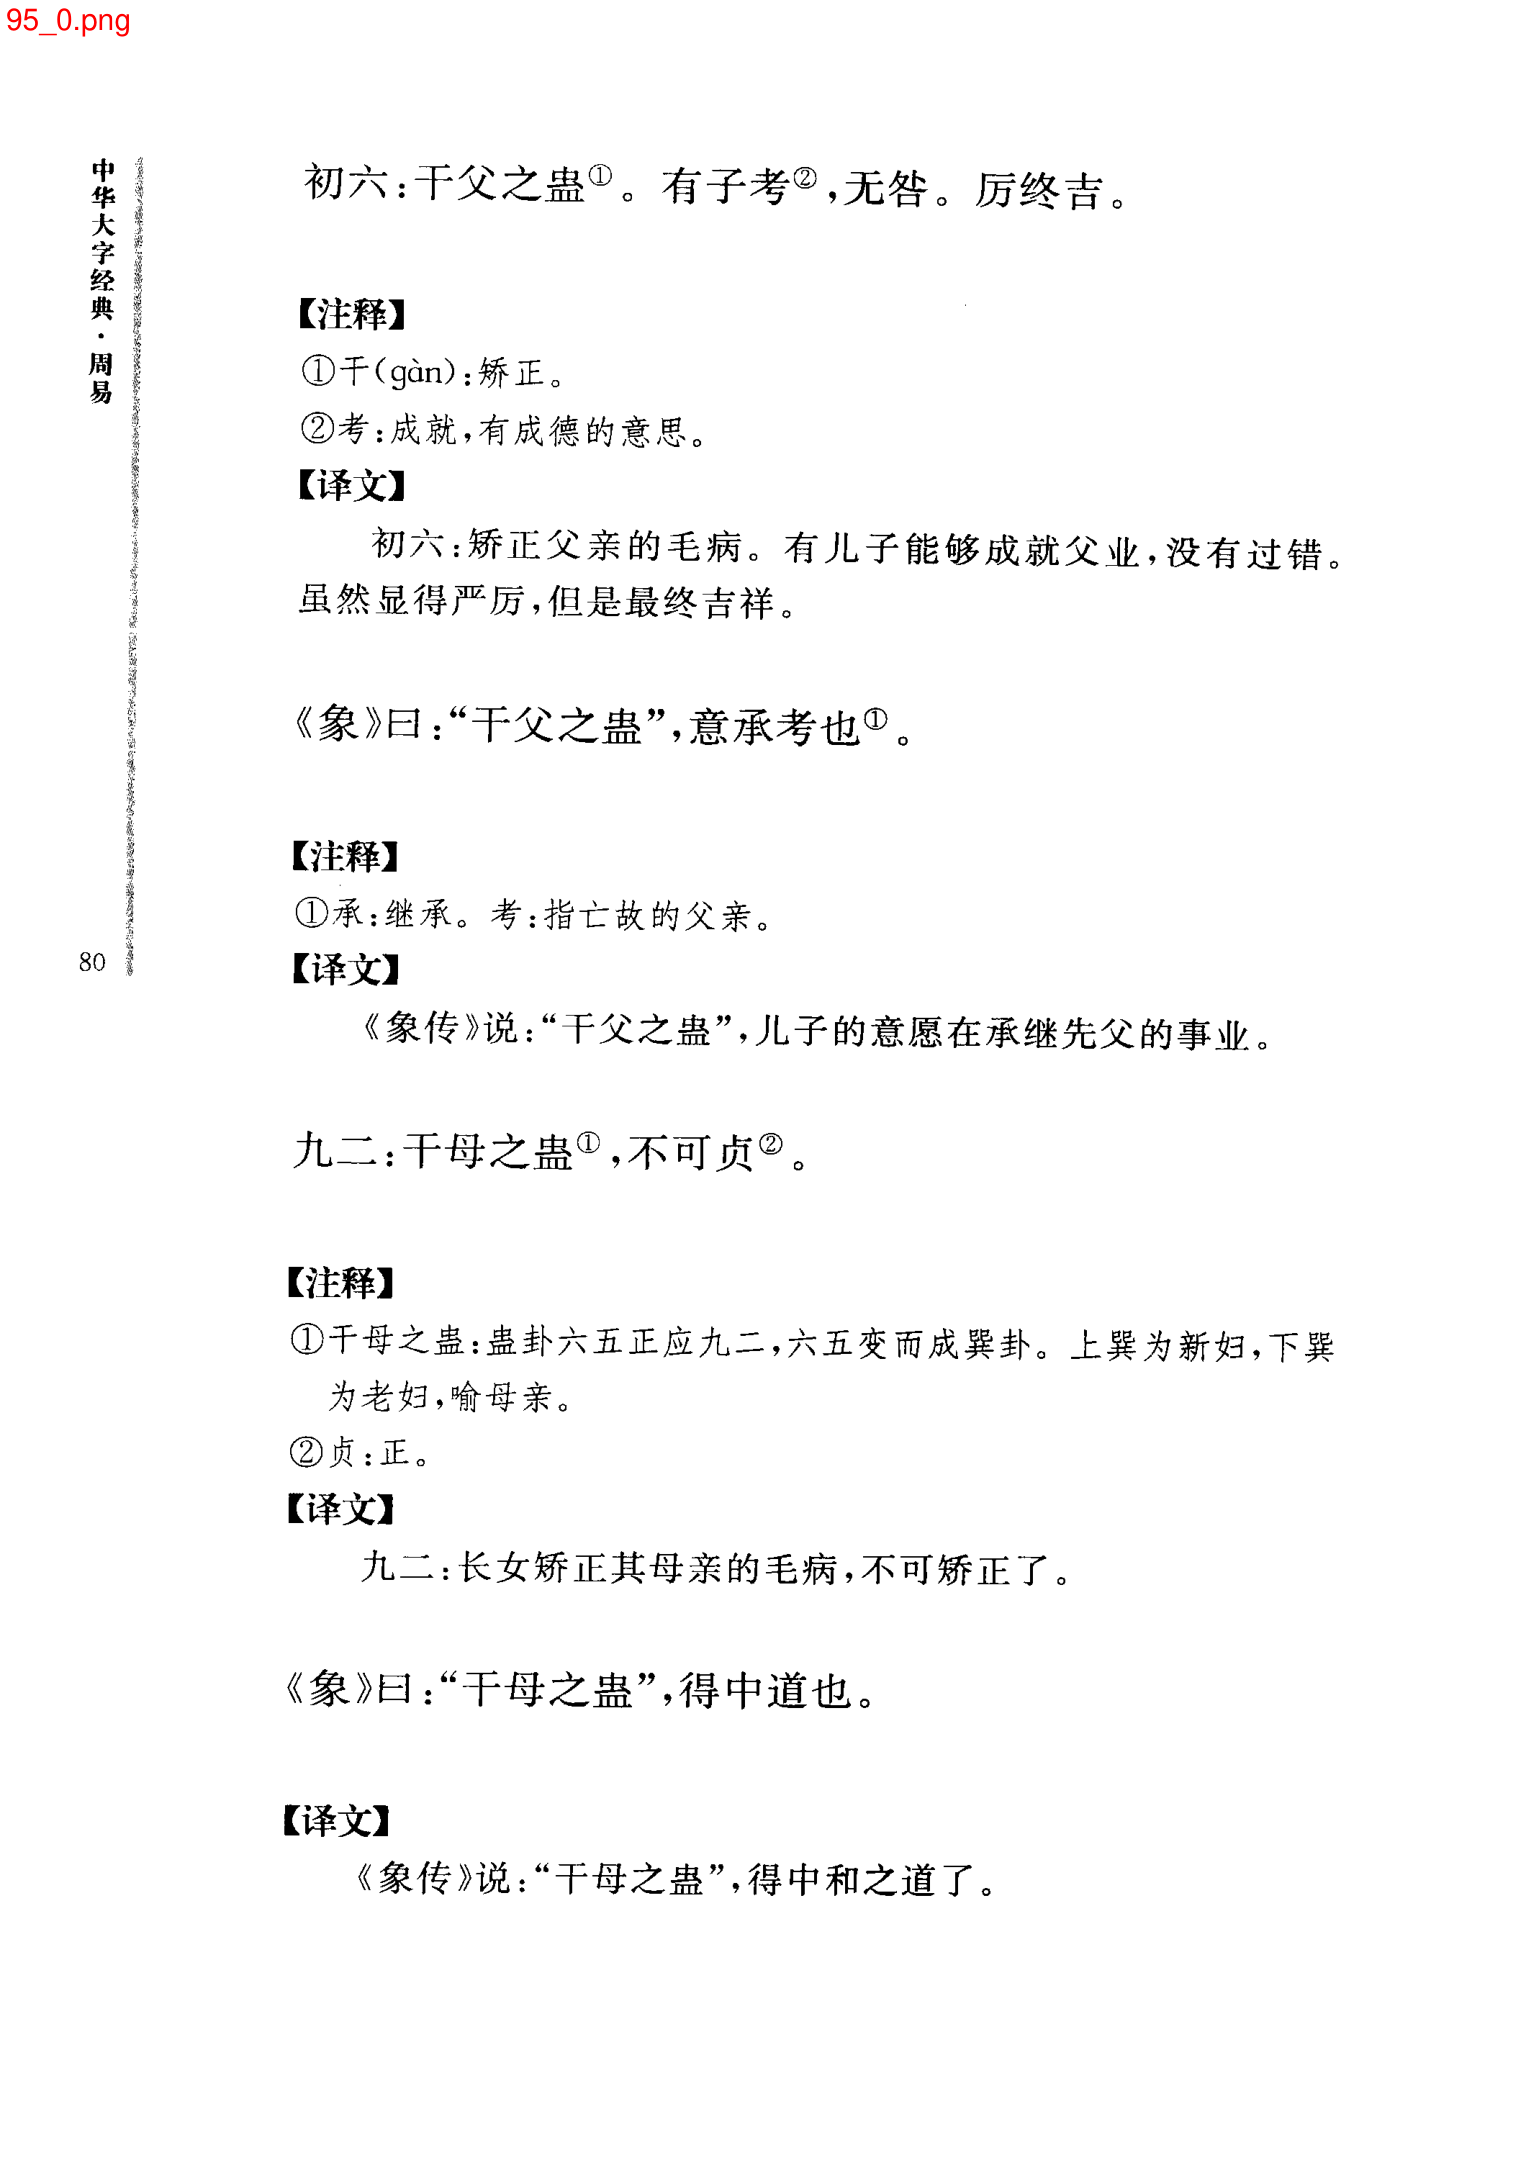 95_0.png
中华大字经典·周易
80
初六:干父之蛊①。有子考②,无咎。厉终吉。
【注释】
①干(gàn):矫正。
②考:成就,有成德的意思。
【译文】
初六:矫正父亲的毛病。有儿子能够成就父业,没有过错。
虽然显得严厉,但是最终吉祥。
《象》曰:“干父之蛊”,意承考也①。
【注释】
①承:继承。考:指亡故的父亲。
【译文】
《象传》说:“干父之蛊”,儿子的意愿在承继先父的事业。
九二:干母之蛊①,不可贞②。
【注释】
①干母之蛊:蛊卦六五正应九二,六五变而成巽卦。上巽为新妇,下巽
为老妇,喻母亲。
②贞:正。
【译文】
九二:长女矫正其母亲的毛病,不可矫正了。
《象》曰:“干母之蛊”,得中道也。
【译文】
《象传》说:“干母之蛊”,得中和之道了。